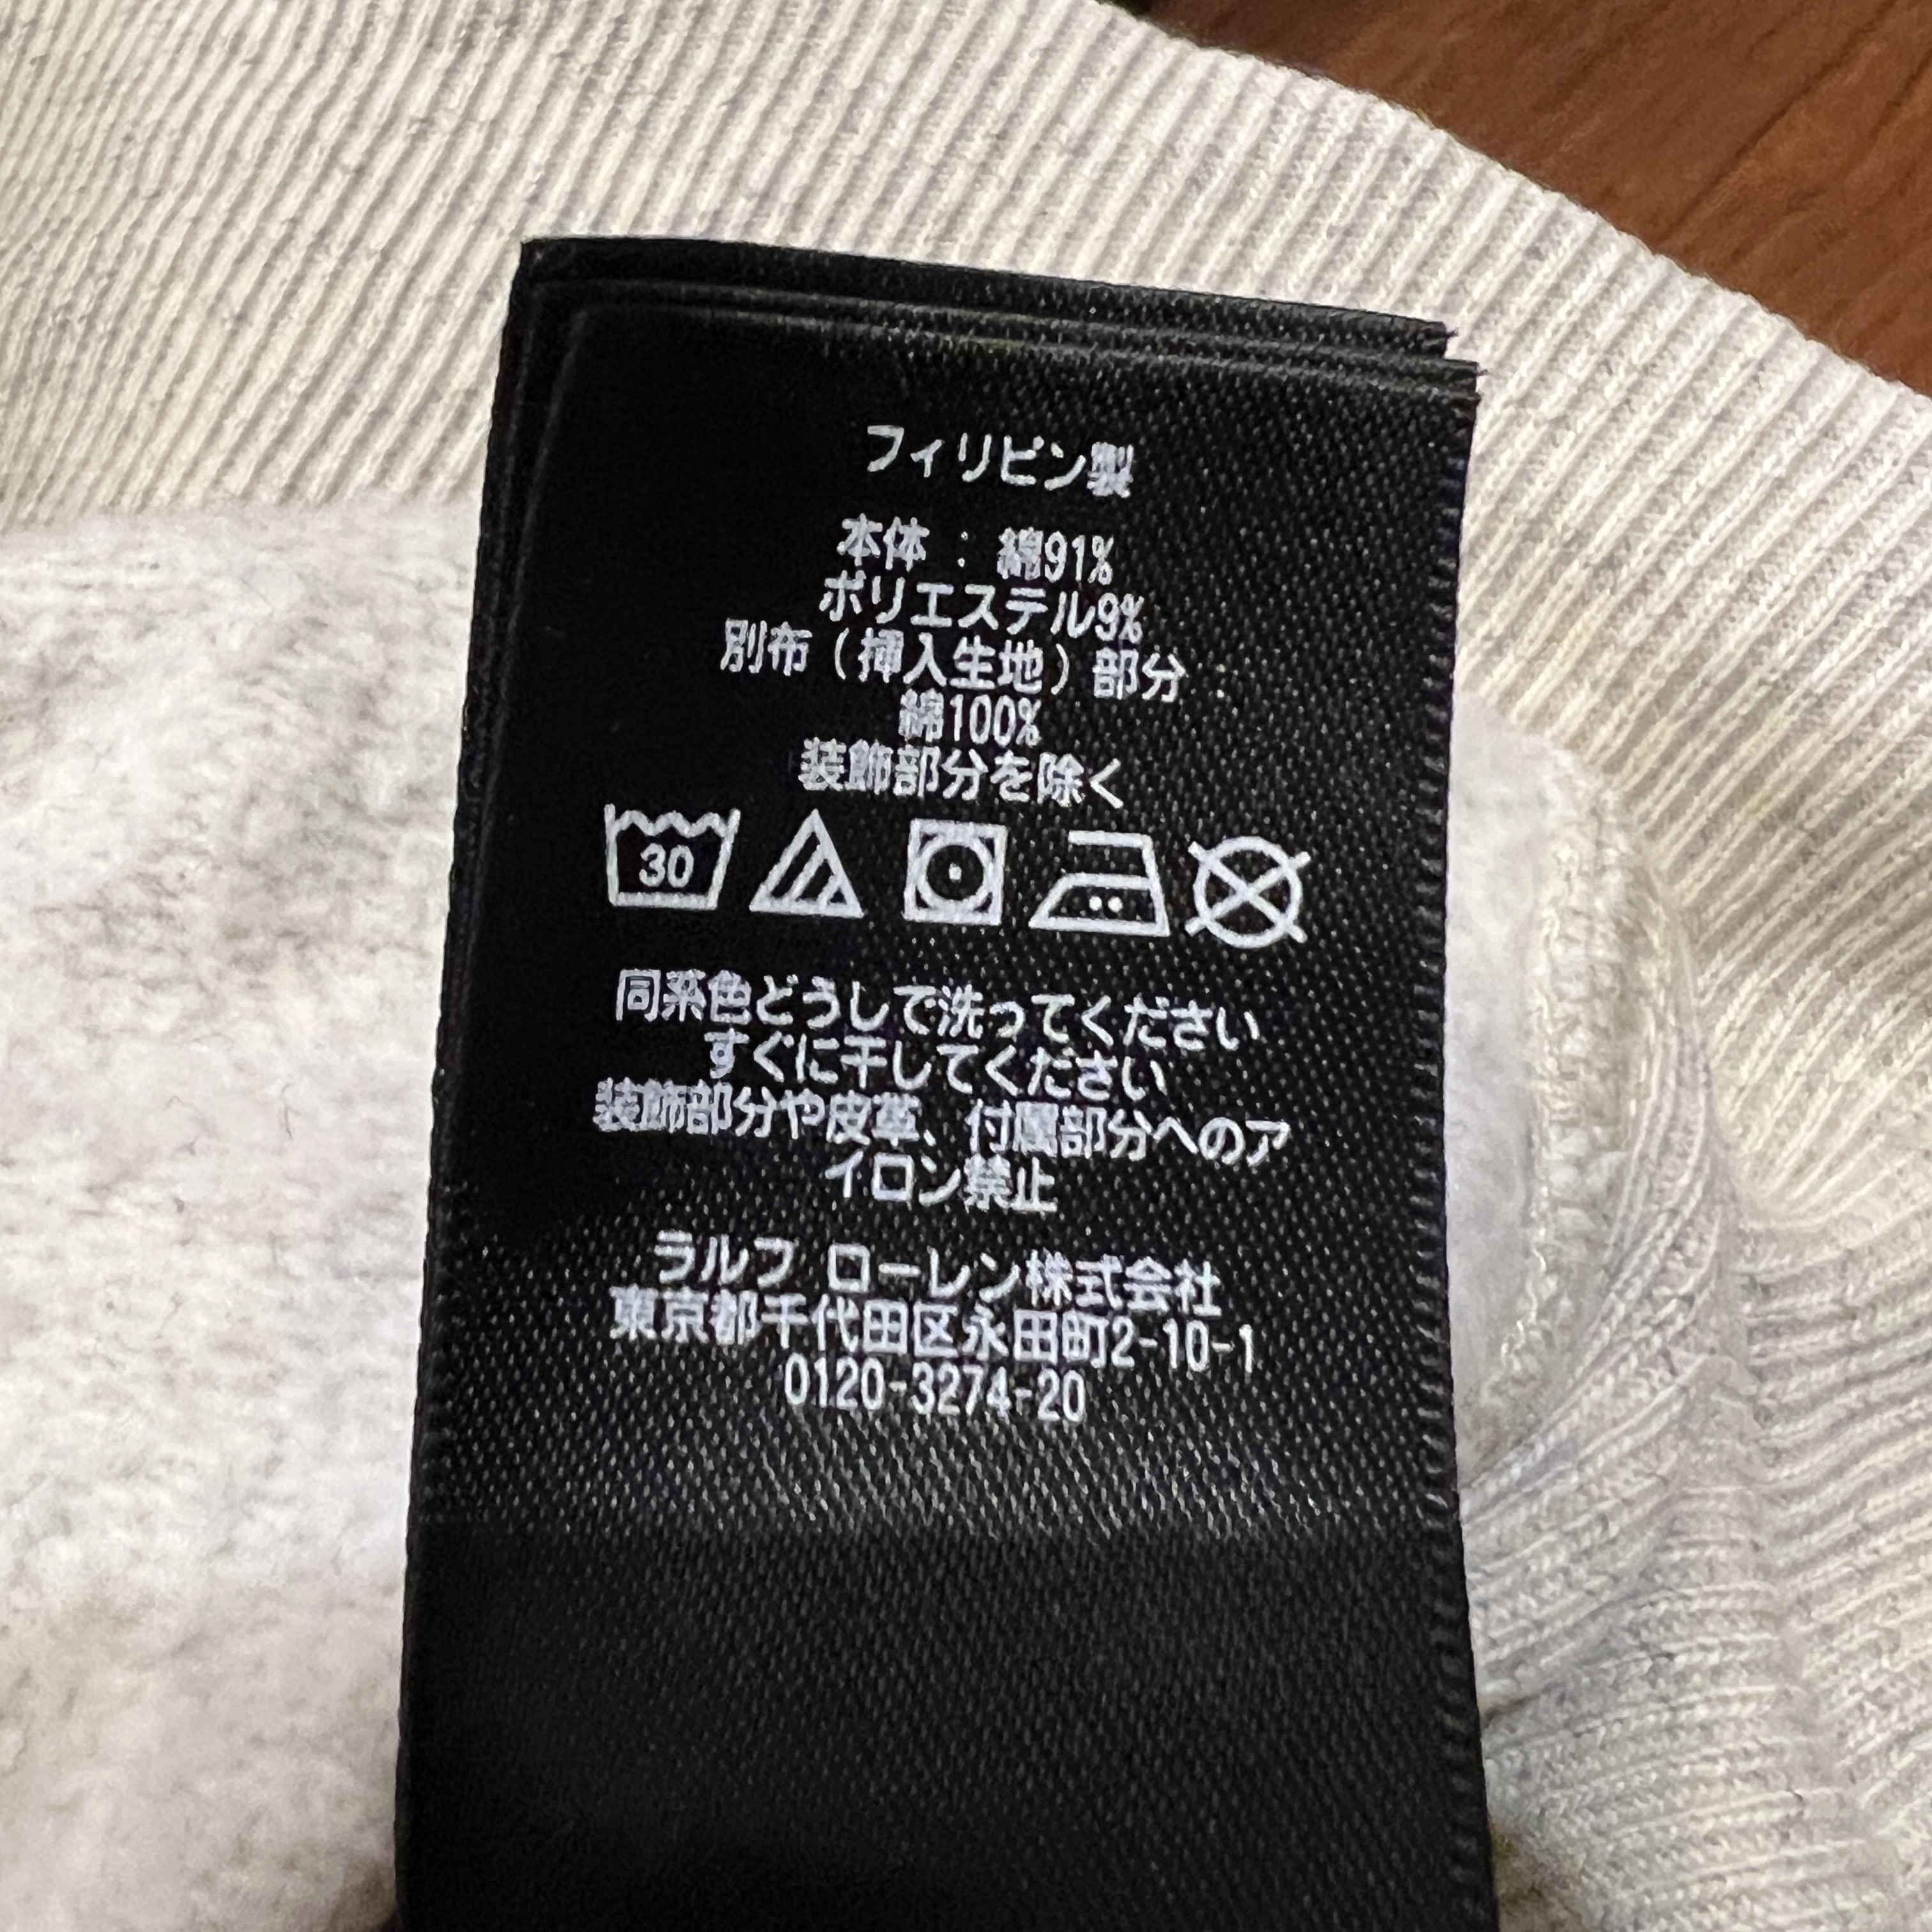 フィリピン製
本体 : 綿91%
ポリエステル9%
別布(挿入生地)部分
綿100%
装飾部分を除く
30
同系色どうしで洗ってください
すぐに干してください
装飾部分や皮革、付属部分へのア
イロン禁止
ラルフ ローレン株式会社
東京都千代田区永田町2-10-1
0120-3274-20